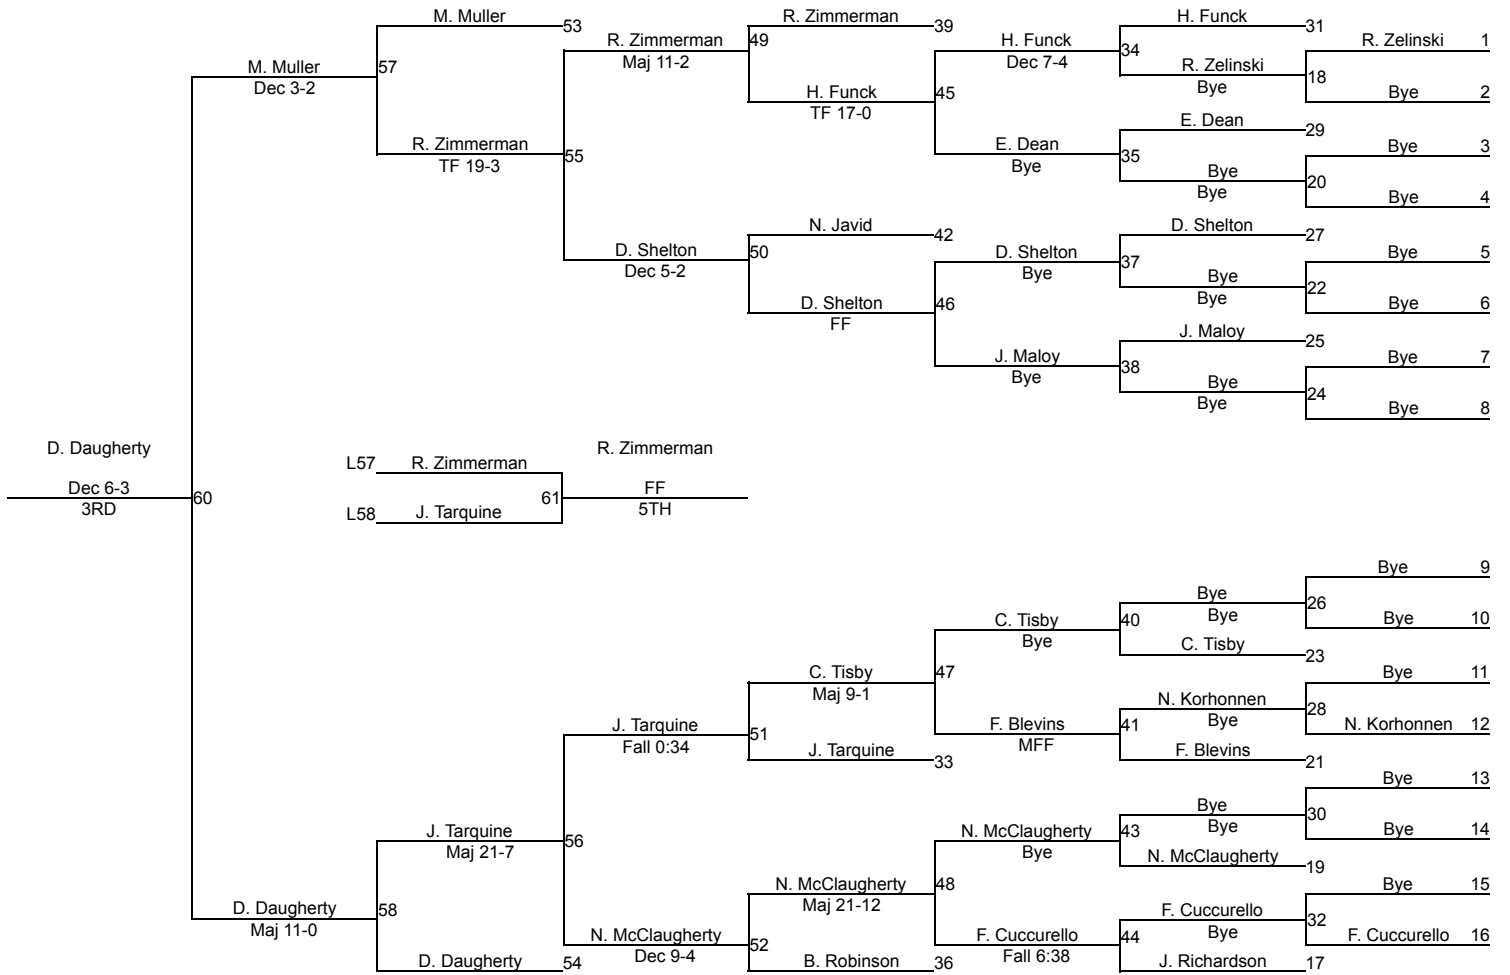 M. Muller 53
R. Zimmerman 39
H. Funck 31
R. Zimmerman 49
H. Funck 34
R. Zelinski 1
M. Muller 57
Maj 11-2
Dec 7-4
R. Zelinski 18
Dec 3-2
H. Funck 45
Bye
Bye 2
TF 17-0
E. Dean 29
R. Zimmerman 55
E. Dean 35
Bye 3
TF 19-3
Bye
Bye 20
Bye
Bye 4
N. Javid 42
D. Shelton 27
D. Shelton 50
D. Shelton 37
Bye 5
Dec 5-2
Bye
Bye 22
D. Shelton 46
Bye
Bye 6
FF
J. Maloy 25
J. Maloy 38
Bye 7
Bye
Bye 24
Bye
Bye 8
D. Daugherty
R. Zimmerman
L57 R. Zimmerman
Dec 6-3 60
61 FF
3RD
5TH
L58 J. Tarquine
Bye 9
Bye 26
C. Tisby 40
Bye
Bye 10
Bye
C. Tisby 23
C. Tisby 47
Bye 11
Maj 9-1
N. Korhonnen 28
J. Tarquine 51
F. Blevins 41
Bye
N. Korhonnen 12
Fall 0:34
MFF
J. Tarquine 33
F. Blevins 21
Bye 13
Bye 30
J. Tarquine 56
N. McClaugherty 43
Bye
Bye 14
Maj 21-7
Bye
N. McClaugherty 19
N. McClaugherty 48
Bye 15
Maj 21-12
D. Daugherty 58
F. Cuccurello 32
Maj 11-0
N. McClaugherty 52
F. Cuccurello 44
Bye
F. Cuccurello 16
Dec 9-4
Fall 6:38
D. Daugherty 54
B. Robinson 36
J. Richardson 17